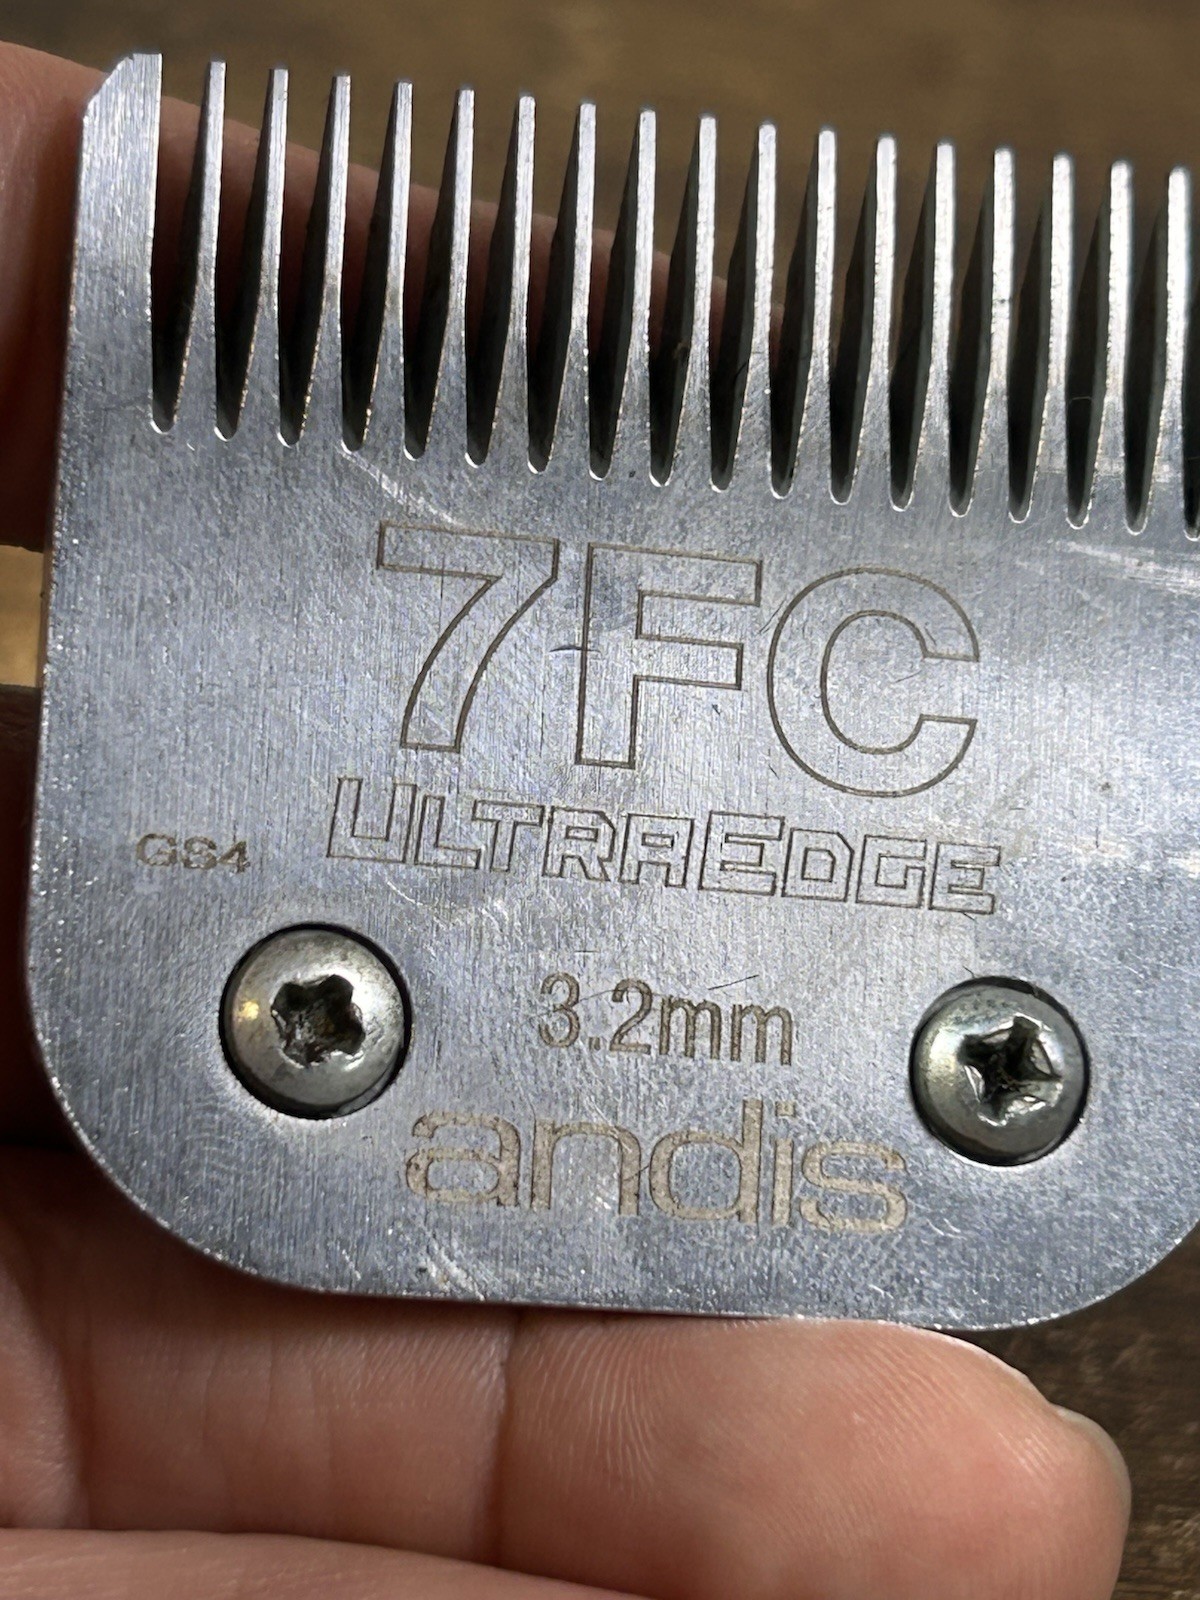 7FC
ULTRAEDGE
GS4
3.2mm
andis